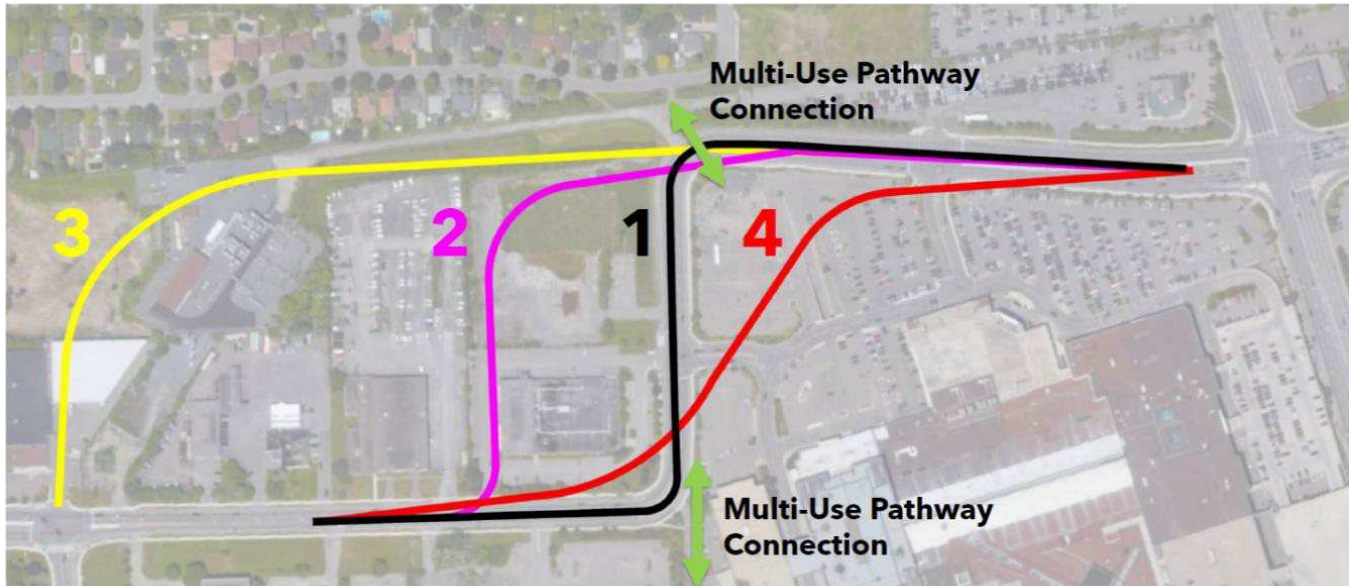 Multi-Use Pathway
Connection
3
2
1
4
Multi-Use Pathway
Connection